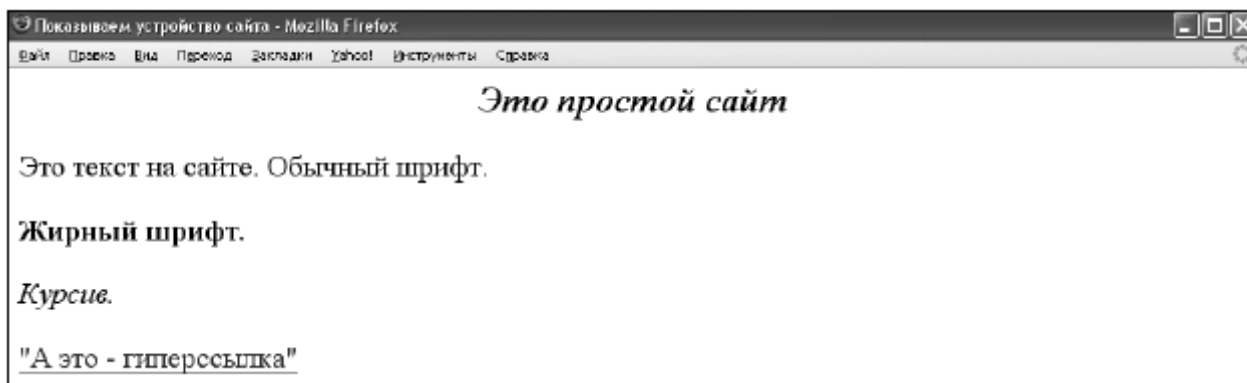 Показываем устройство сайта - Mozilla Firefox
Файл Правка Вид Переход Закладки Yahoo! Инструменты Справка
Это простой сайт
Это текст на сайте. Обычный шрифт.
Жирный шрифт.
Курсив.
"А это - гиперссылка"